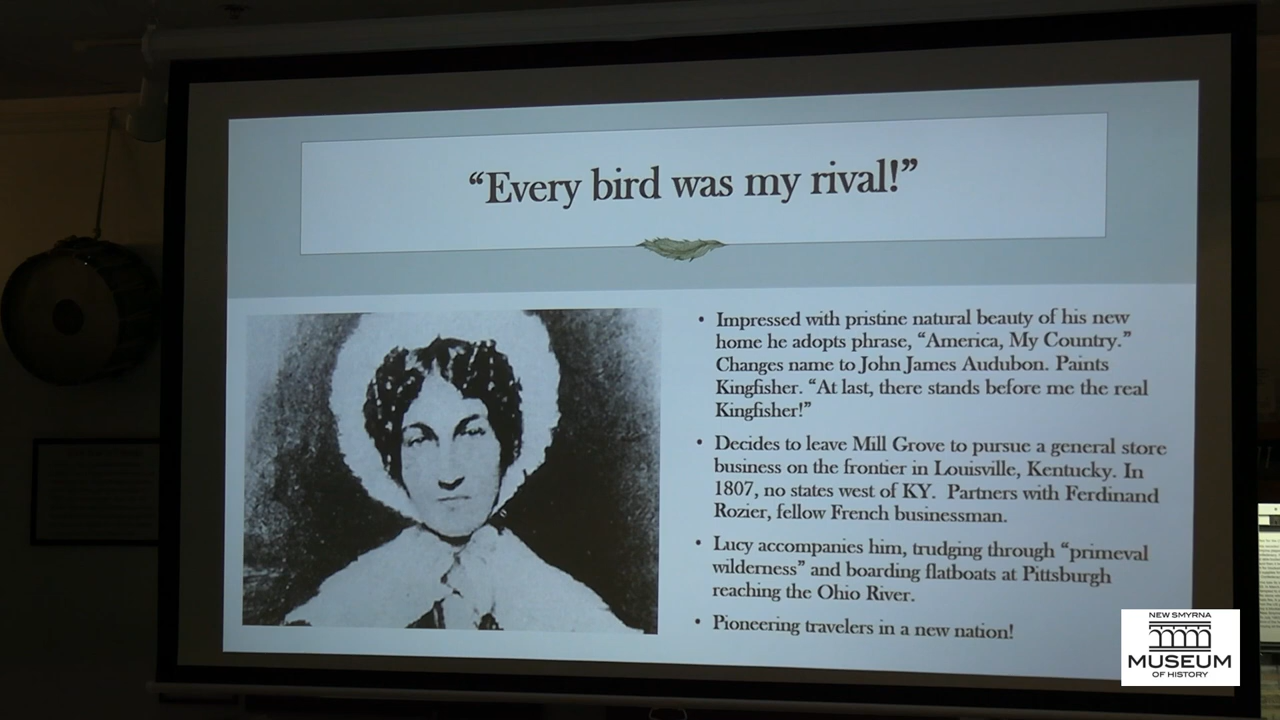 “Every bird was my rival!”
• Impressed with pristine natural beauty of his new
home he adopts phrase, “America, My Country.”
Changes name to John James Audubon. Paints
Kingfisher. “At last, there stands before me the real
Kingfisher!”
• Decides to leave Mill Grove to pursue a general store
business on the frontier in Louisville, Kentucky. In
1807, no states west of KY. Partners with Ferdinand
Rozier, fellow French businessman.
• Lucy accompanies him, trudging through “primeval
wilderness” and boarding flatboats at Pittsburgh
reaching the Ohio River.
• Pioneering travelers in a new nation!
NEW SMYRNA
MUSEUM
OF HISTORY